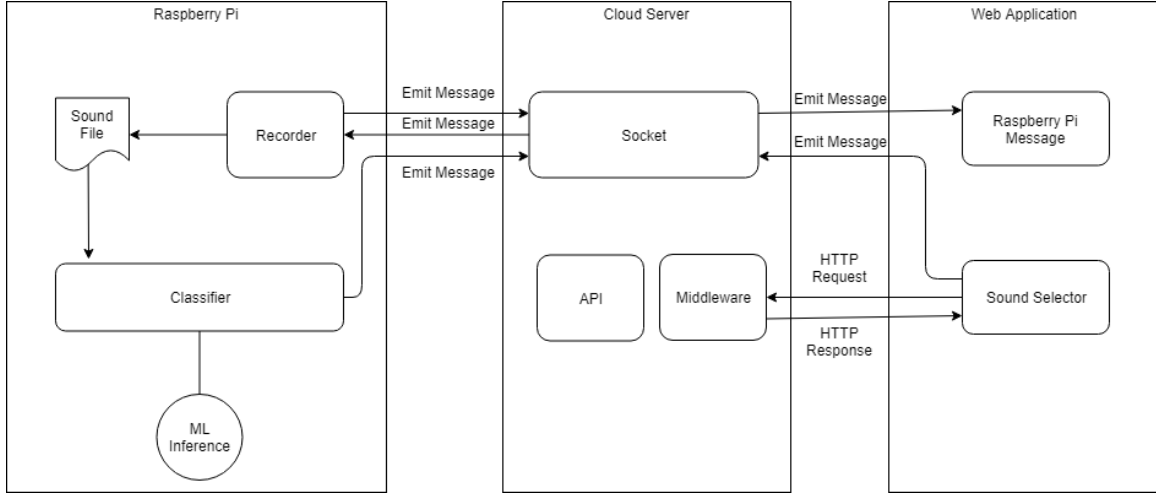 Raspberry Pi
Cloud Server
Web Application
Sound
File
Recorder
Emit Message
Emit Message
Emit Message
Socket
Emit Message
Emit Message
Raspberry Pi
Message
Classifier
API
Middleware
HTTP
Request
HTTP
Response
Sound Selector
ML
Inference